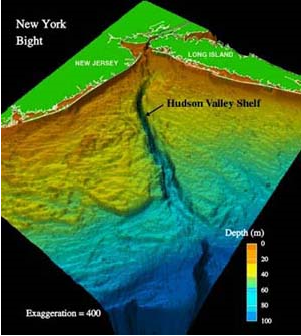 New York
Bight
LONG ISLAND
NEW JERSEY
Hudson Valley Shelf
Depth (m)
0
20
40
60
80
100
Exaggeration = 400